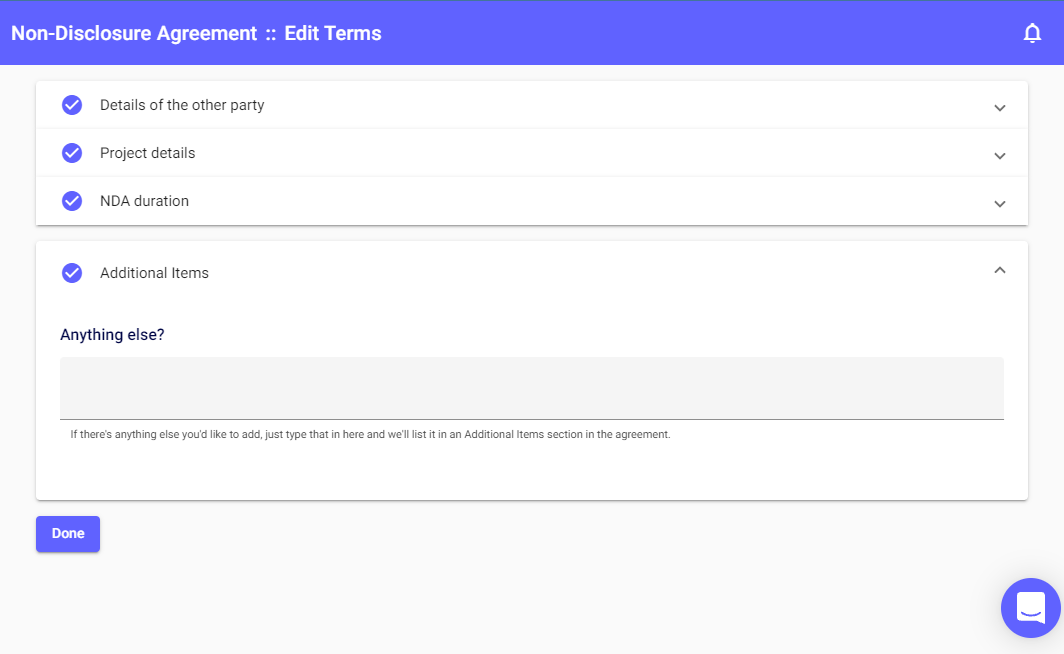 Non-Disclosure Agreement :: Edit Terms
Details of the other party
Project details
NDA duration
Additional Items
Anything else?
If there's anything else you'd like to add, just type that in here and we'll list it in an Additional Items section in the agreement.
Done